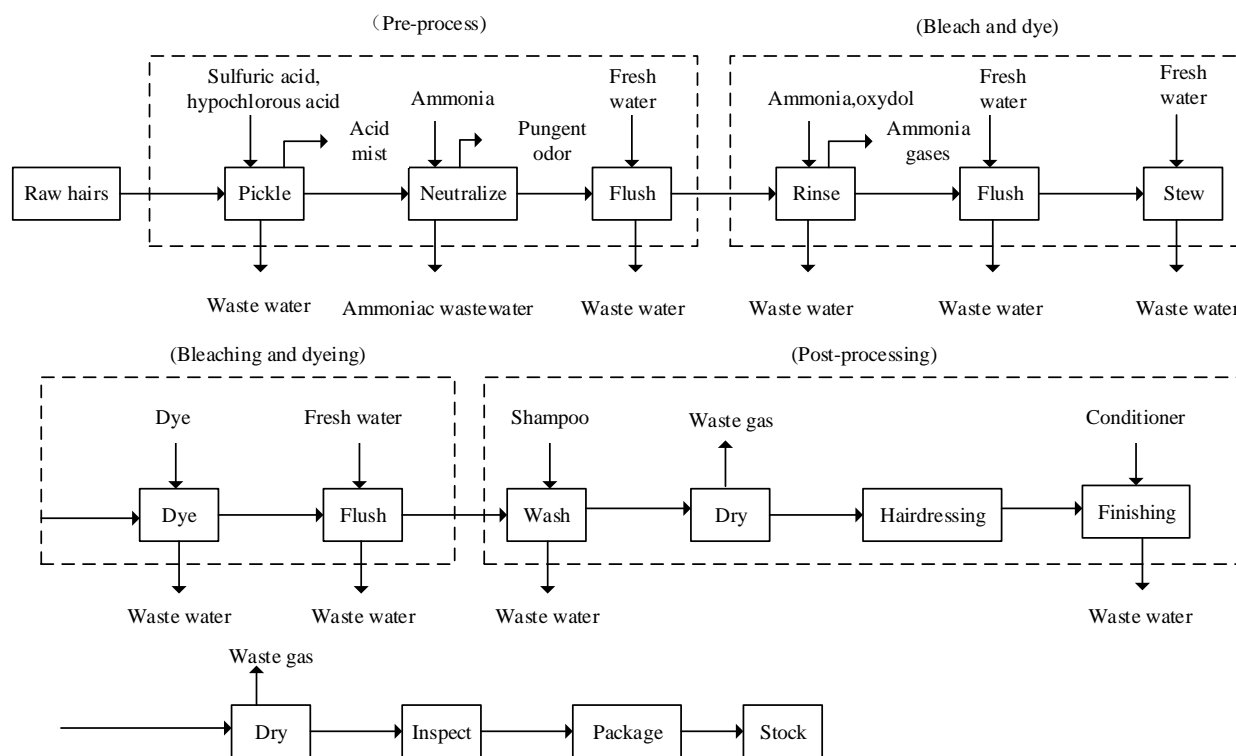 （Pre-process)
(Bleach and dye)
Sulfuric acid,
hypochlorous acid
Ammonia
Fresh
water
Ammonia,oxydol
Fresh
water
Fresh
water
Acid
mist
Pungent
odor
Ammonia
gases
Raw hairs
Pickle
Neutralize
Flush
Rinse
Flush
Stew
Waste water
Ammoniac wastewater
Waste water
Waste water
Waste water
Waste water
(Bleaching and dyeing)
(Post-processing)
Dye
Fresh water
Shampoo
Waste gas
Conditioner
Dye
Flush
Wash
Dry
Hairdressing
Finishing
Waste water
Waste water
Waste water
Waste water
Waste gas
Dry
Inspect
Package
Stock